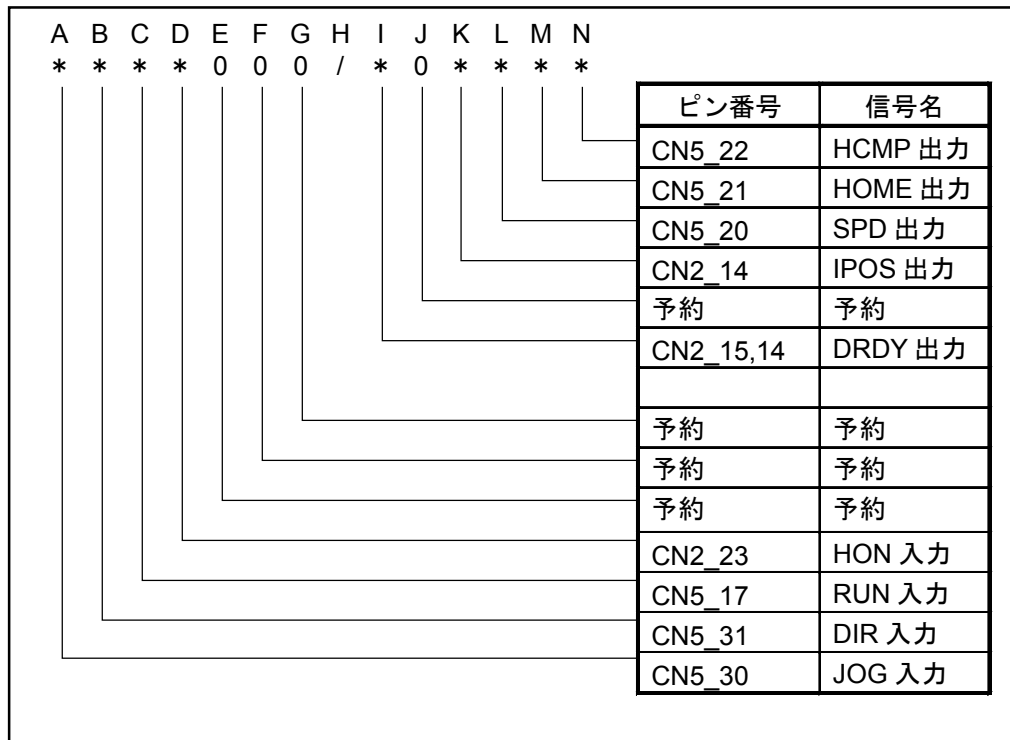 A B C D E F G H I J K L M N
* * * * 0 0 0 / * 0 * * * *
ピン番号 信号名
CN5_22 HCMP 出力
CN5_21 HOME 出力
CN5_20 SPD 出力
CN2_14 IPOS 出力
予約 予約
CN2_15,14 DRDY 出力
予約 予約
予約 予約
予約 予約
CN2_23 HON 入力
CN5_17 RUN 入力
CN5_31 DIR 入力
CN5_30 JOG 入力